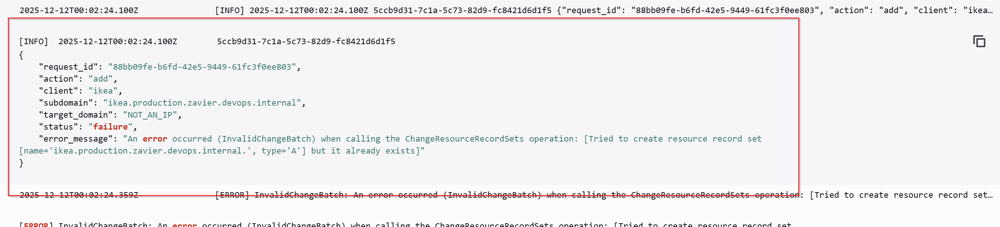 2025-12-12T00:02:24.100Z [INFO] 2025-12-12T00:02:24.100Z 5ccb9d31-7c1a-5c73-82d9-fc8421d6d1f5 {"request_id": "88bb09fe-b6fd-42e5-9449-61fc3f0ee803", "action": "add", "client": "ikea…
[INFO] 2025-12-12T00:02:24.100Z 5ccb9d31-7c1a-5c73-82d9-fc8421d6d1f5
{
"request_id": "88bb09fe-b6fd-42e5-9449-61fc3f0ee803",
"action": "add",
"client": "ikea",
"subdomain": "ikea.production.zavier.devops.internal",
"target_domain": "NOT_AN_IP",
"status": "failure",
"error_message": "An error occurred (InvalidChangeBatch) when calling the ChangeResourceRecordSets operation: [Tried to create resource record set
[name='ikea.production.zavier.devops.internal.', type='A'] but it already exists]"
}
2025-12-12T00:02:24.359Z [ERROR] InvalidChangeBatch: An error occurred (InvalidChangeBatch) when calling the ChangeResourceRecordSets operation: [Tried to create resource record set…
[ERROR] InvalidChangeBatch: An error occurred (InvalidChangeBatch) when calling the ChangeResourceRecordSets operation: [Tried to create resource record set